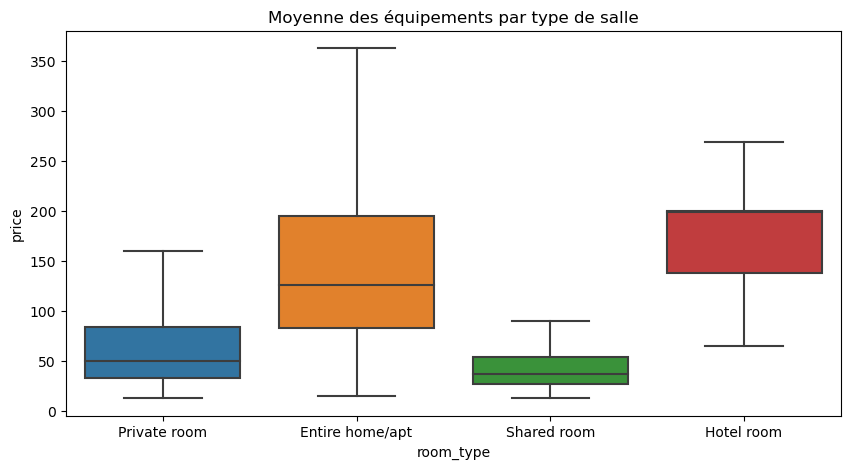 Moyenne des équipements par type de salle
price
350
300
250
200
150
100
50
0
Private room
Entire home/apt
Shared room
Hotel room
room_type